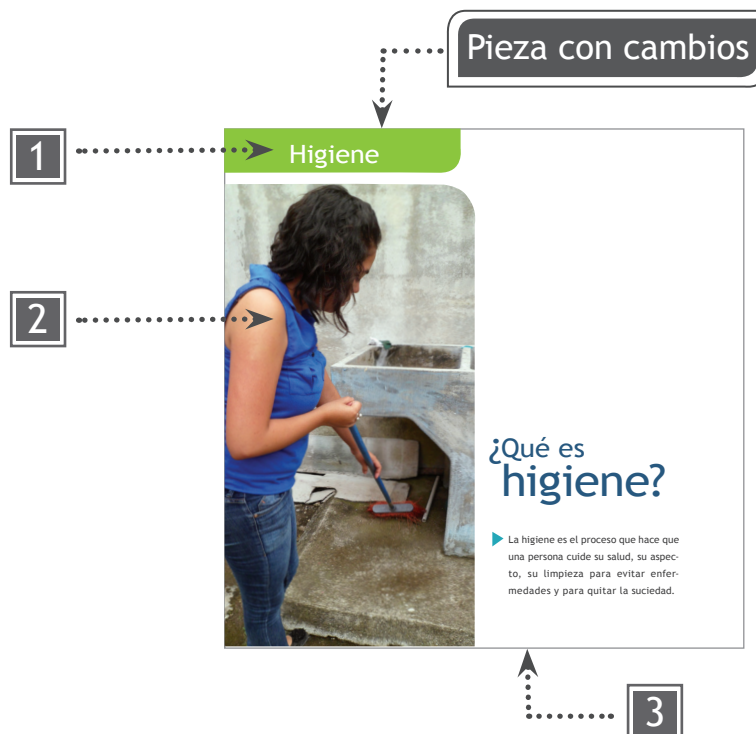 Pieza con cambios
1
Higiene
2
¿Qué es
higiene?
La higiene es el proceso que hace que
una persona cuide su salud, su aspec-
to, su limpieza para evitar enfer-
medades y para quitar la suciedad.
3